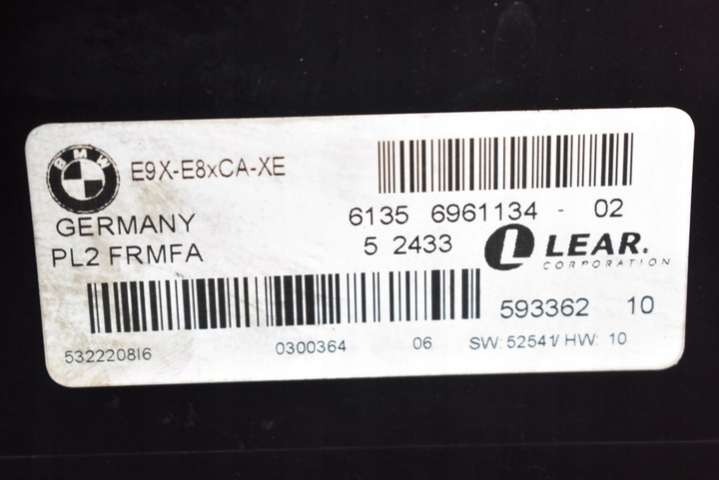 BMW E9X-E8xCA-XE
GERMANY 6135 6961134 - 02
PL2 FRMFA 5 2433 LEAR.
CORPORATION
593362 10
532220816 0300364 06 SW: 52541/ HW: 10